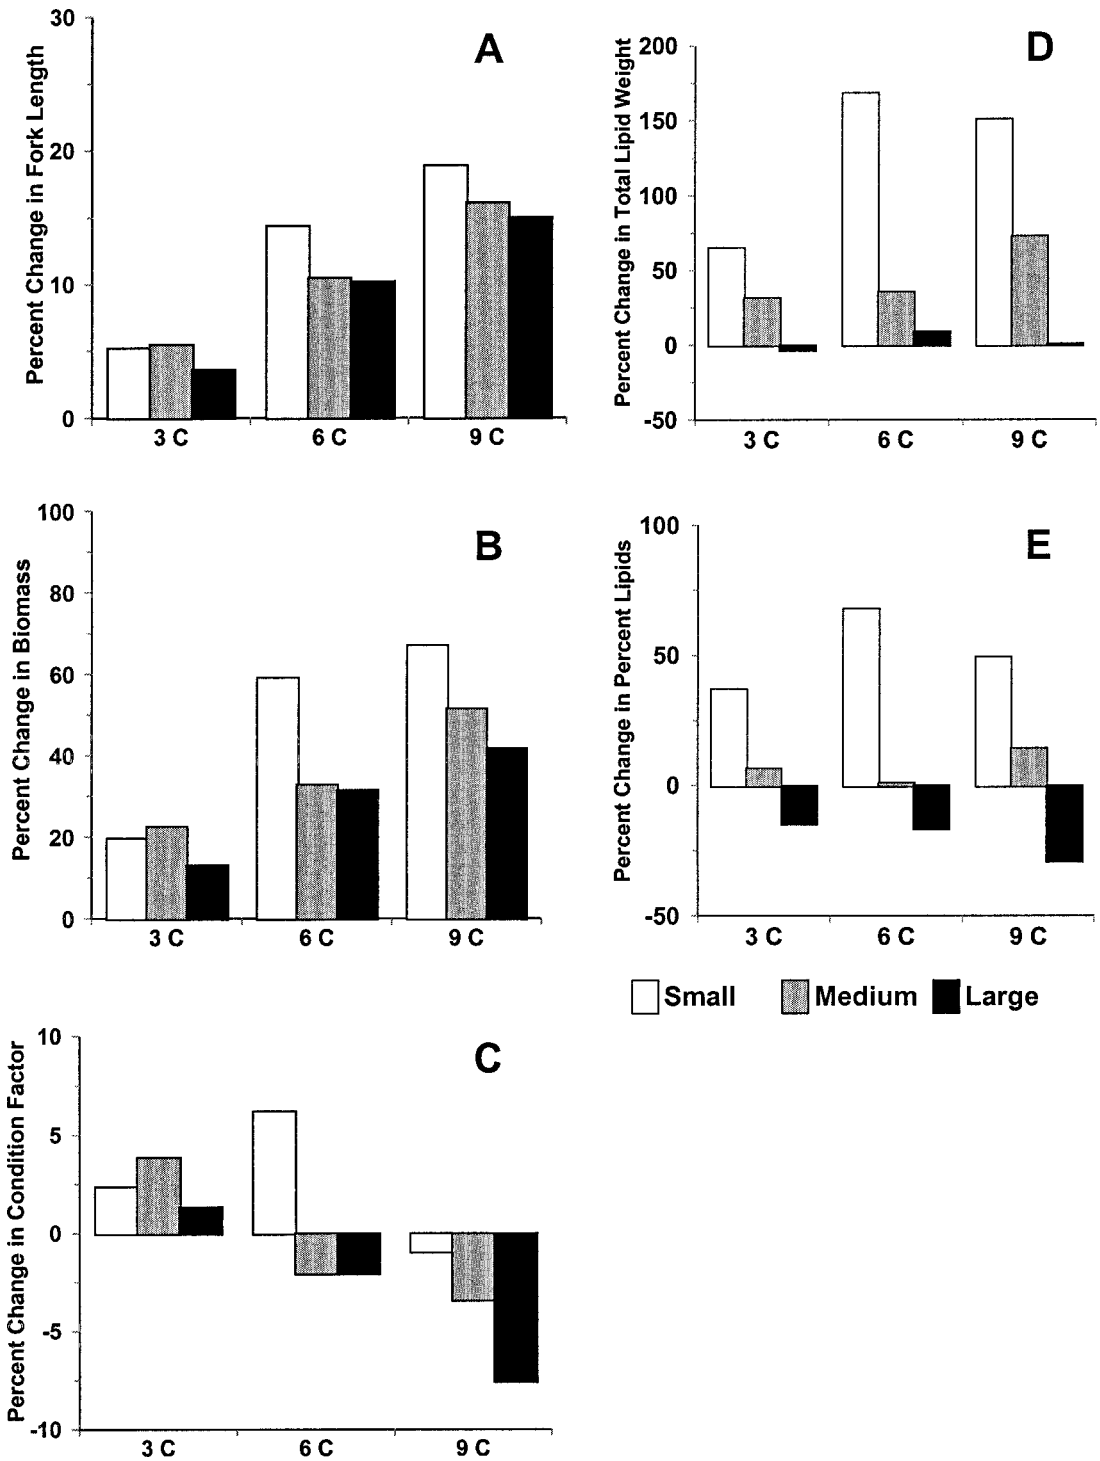 A
Percent Change in Fork Length
30
20
10
0
3 C 6 C 9 C
D
Percent Change in Total Lipid Weight
200
150
100
50
0
-50
3 C 6 C 9 C
B
Percent Change in Biomass
100
80
60
40
20
0
3 C 6 C 9 C
E
Percent Change in Percent Lipids
100
50
0
-50
3 C 6 C 9 C
Small Medium Large
C
Percent Change in Condition Factor
10
5
0
-5
-10
3 C 6 C 9 C